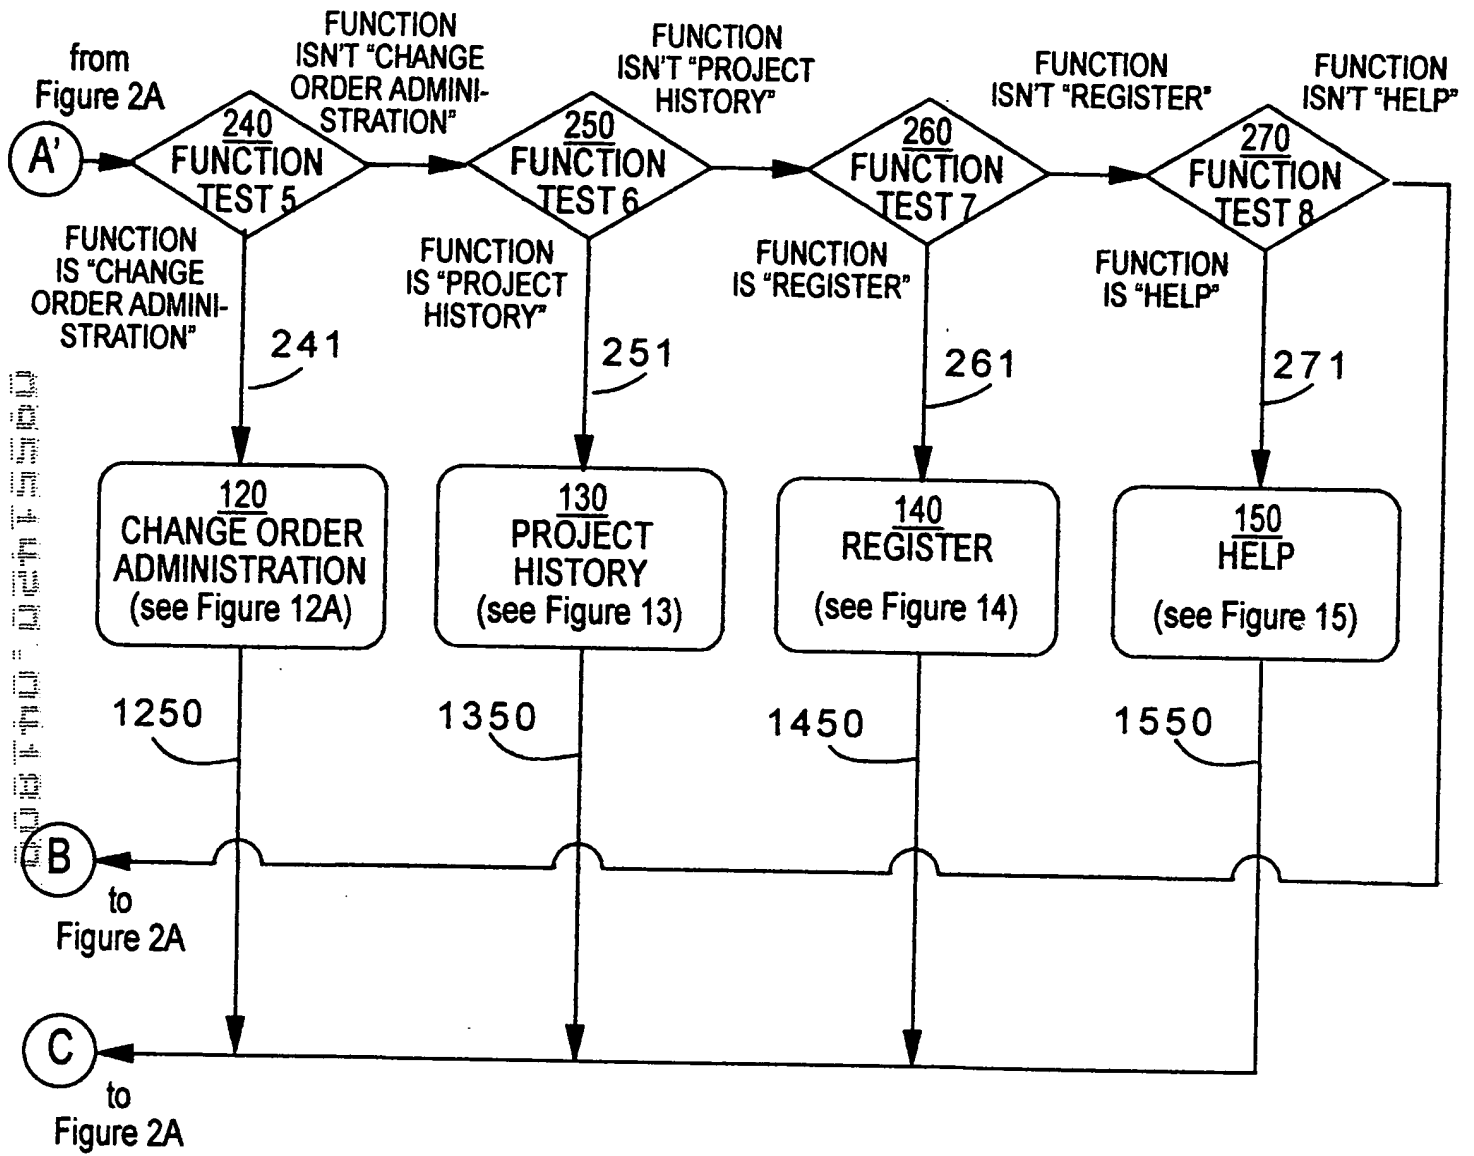 from
Figure 2A
A'
FUNCTION
ISN'T "CHANGE
ORDER ADMINI-
STRATION"
FUNCTION
ISN'T "PROJECT
HISTORY"
FUNCTION
ISN'T "REGISTER"
FUNCTION
ISN'T "HELP"
240
FUNCTION
TEST 5
250
FUNCTION
TEST 6
260
FUNCTION
TEST 7
270
FUNCTION
TEST 8
FUNCTION
IS "CHANGE
ORDER ADMINI-
STRATION"
FUNCTION
IS "PROJECT
HISTORY"
FUNCTION
IS "REGISTER"
FUNCTION
IS "HELP"
241
251
261
271
120
CHANGE ORDER
ADMINISTRATION
(see Figure 12A)
130
PROJECT
HISTORY
(see Figure 13)
140
REGISTER
(see Figure 14)
150
HELP
(see Figure 15)
1250
1350
1450
1550
B
to
Figure 2A
C
to
Figure 2A